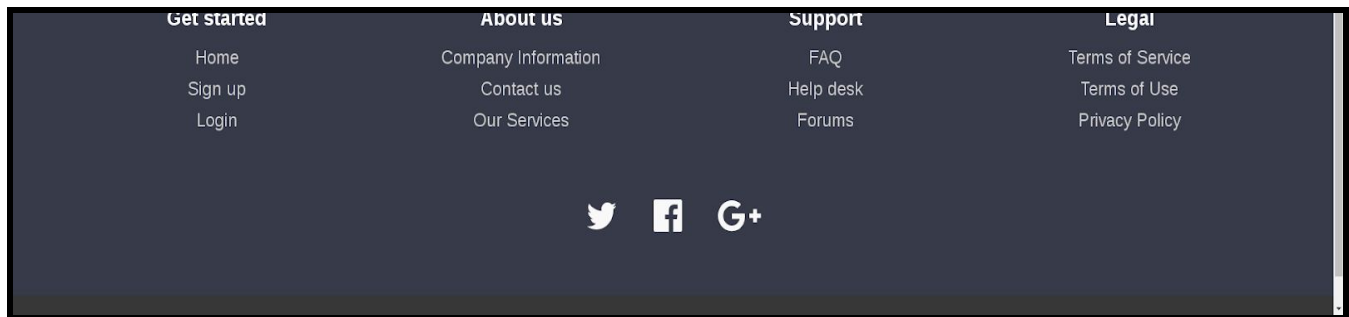 Get started About us Support Legal
Home Company Information FAQ Terms of Service
Sign up Contact us Help desk Terms of Use
Login Our Services Forums Privacy Policy
G+